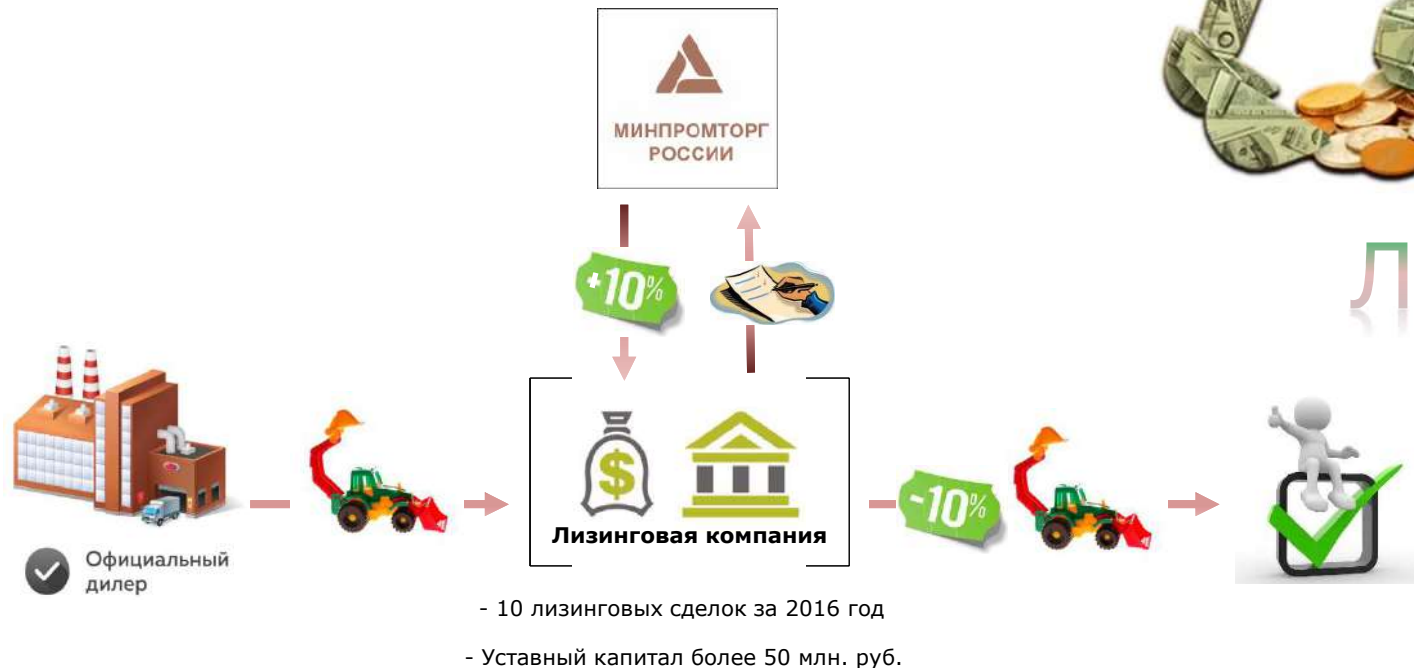 МИНПРОМТОРГ
РОССИИ
+10%
Л
Лизинговая компания
-10%
Официальный
дилер
- 10 лизинговых сделок за 2016 год
- Уставный капитал более 50 млн. руб.